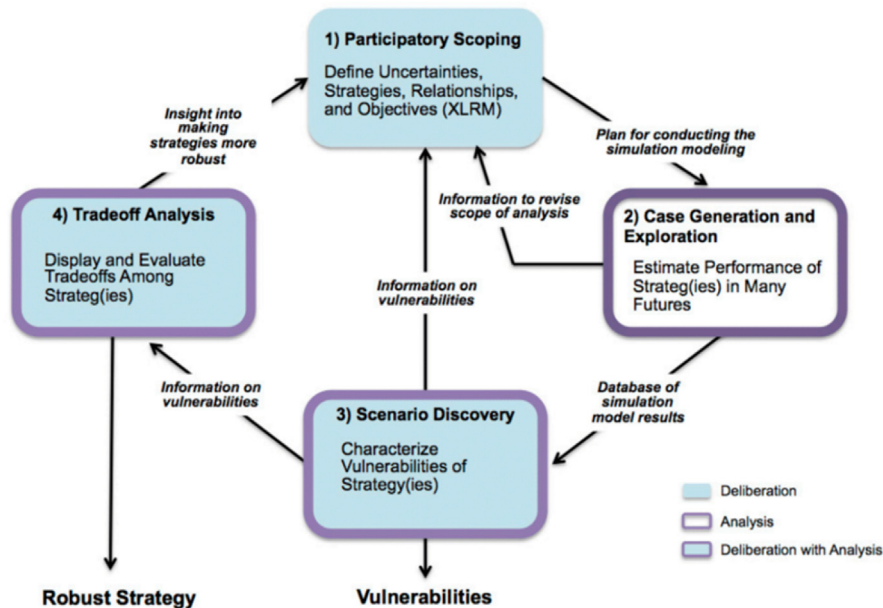 1) Participatory Scoping
Define Uncertainties,
Strategies, Relationships,
and Objectives (XLRM)
Insight into
making
strategies more
robust
Plan for conducting the
simulation modeling
Information to revise
scope of analysis
4) Tradeoff Analysis
Display and Evaluate
Tradeoffs Among
Strateg(ies)
2) Case Generation and
Exploration
Estimate Performance of
Strateg(ies) in Many
Futures
Information on
vulnerabilities
Information on
vulnerabilities
Database of
simulation
model results
3) Scenario Discovery
Characterize
Vulnerabilities of
Strategy(ies)
Deliberation
Analysis
Deliberation with Analysis
Robust Strategy
Vulnerabilities